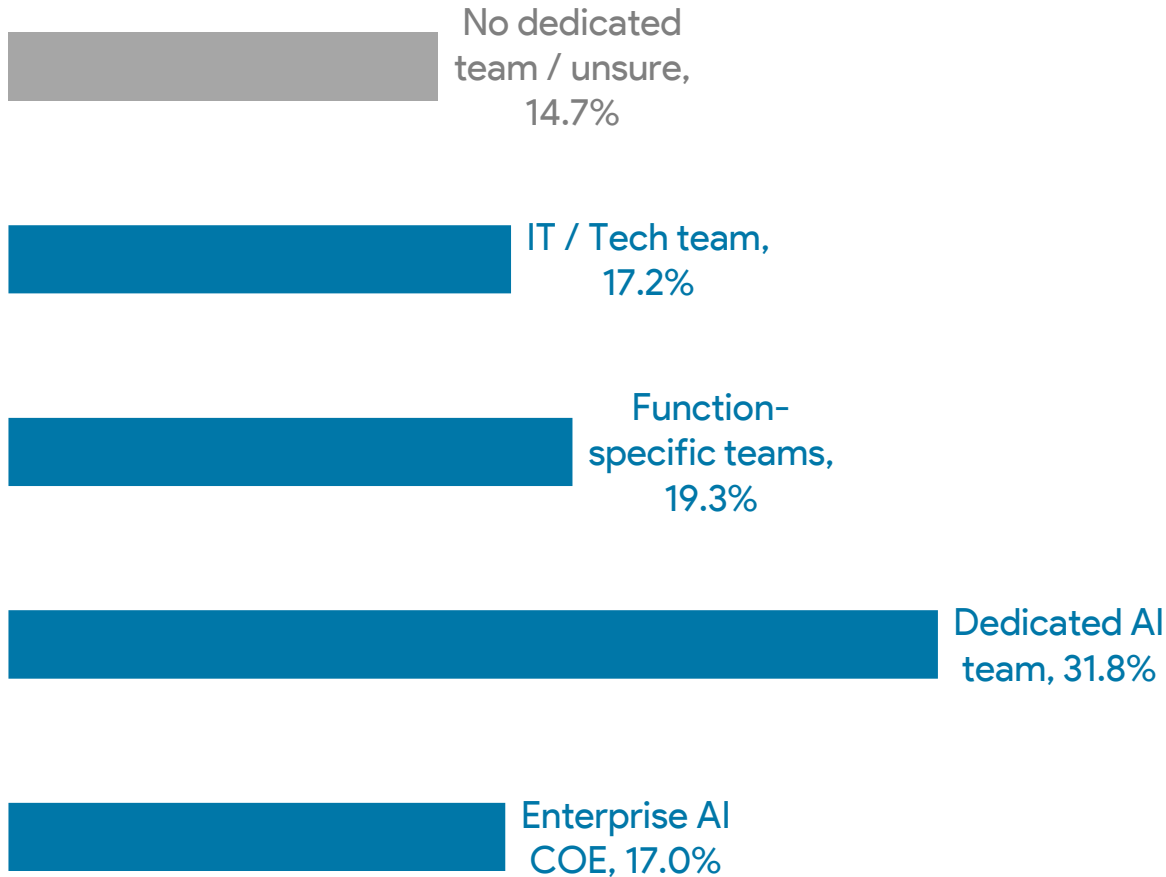 No dedicated
team / unsure,
14.7%
IT / Tech team,
17.2%
Function-
specific teams,
19.3%
Dedicated AI
team, 31.8%
Enterprise AI
COE, 17.0%